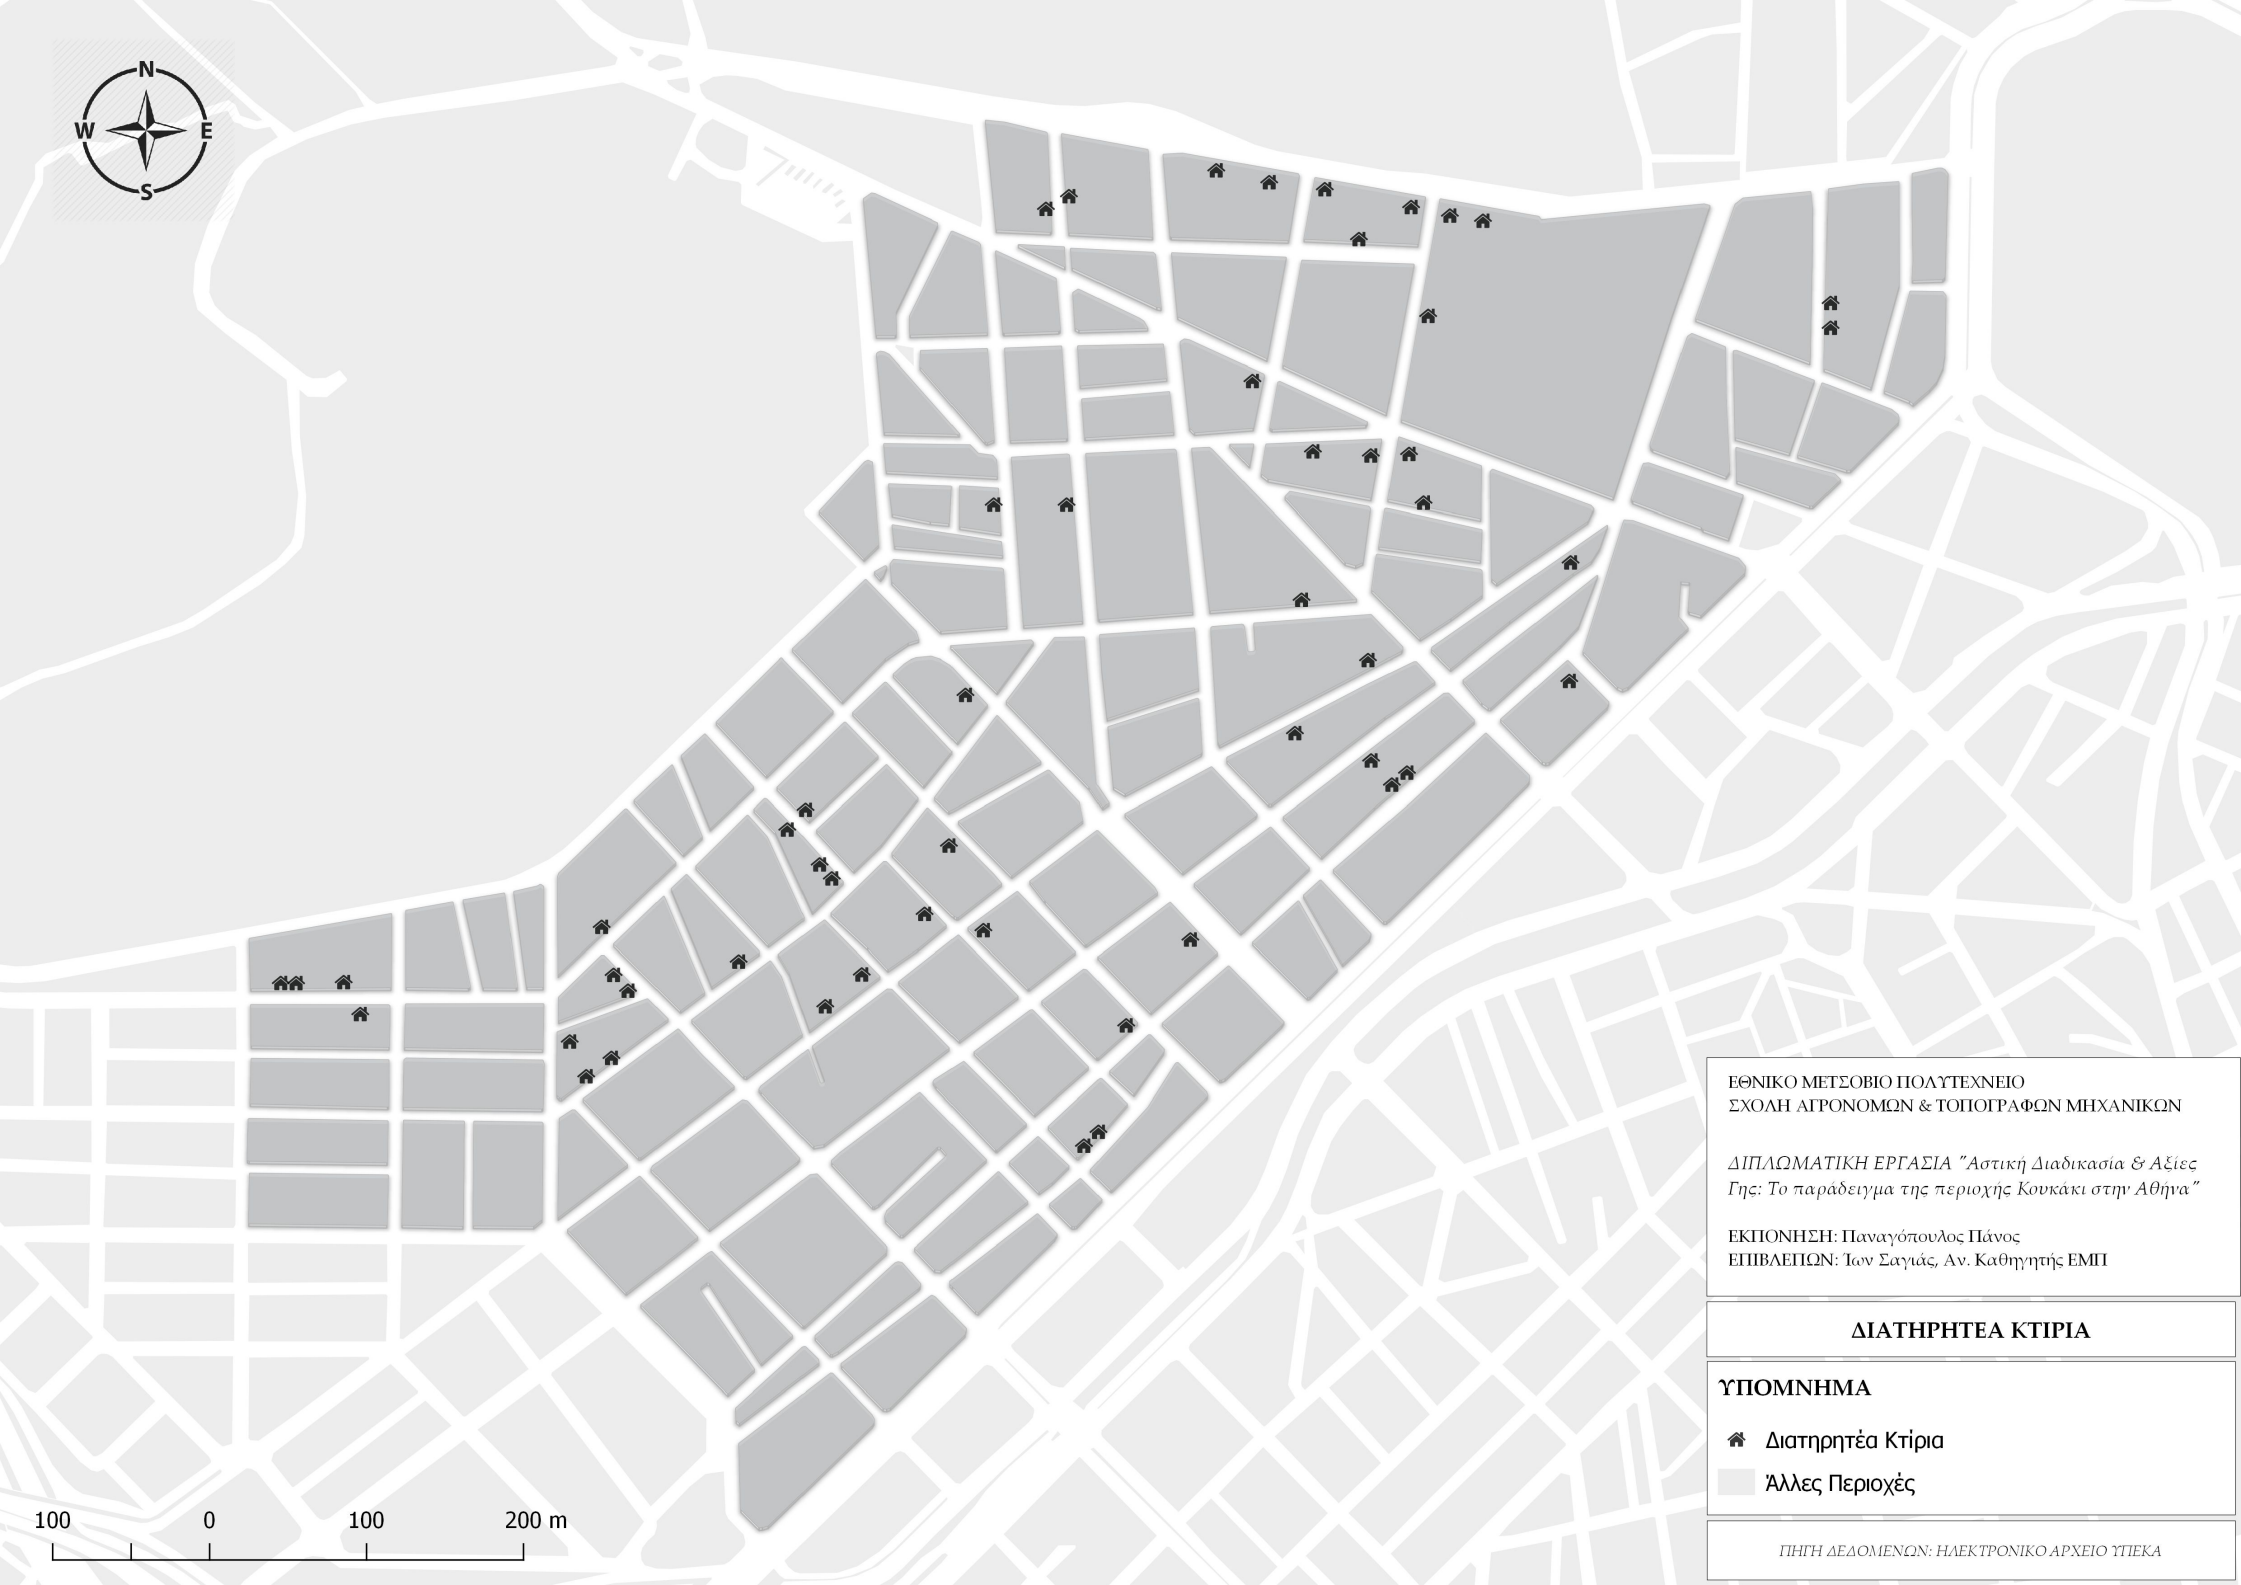 N
W E
S
ΕΘΝΙΚΟ ΜΕΤΣΟΒΙΟ ΠΟΛΥΤΕΧΝΕΙΟ
ΣΧΟΛΗ ΑΓΡΟΝΟΜΩΝ & ΤΟΠΟΓΡΑΦΩΝ ΜΗΧΑΝΙΚΩΝ
ΔΙΠΛΩΜΑΤΙΚΗ ΕΡΓΑΣΙΑ "Αστική Διαδικασία & Αξίες
Γης: Το παράδειγμα της περιοχής Κουκάκι στην Αθήνα"
ΕΚΠΟΝΗΣΗ: Παναγόπουλος Πάνος
ΕΠΙΒΛΕΠΩΝ: Ίων Σαγιάς, Αν. Καθηγητής ΕΜΠ
ΔΙΑΤΗΡΗΤΕΑ ΚΤΙΡΙΑ
ΥΠΟΜΝΗΜΑ
Διατηρητέα Κτίρια
Άλλες Περιοχές
ΠΗΓΗ ΔΕΔΟΜΕΝΩΝ: ΗΛΕΚΤΡΟΝΙΚΟ ΑΡΧΕΙΟ ΥΠΕΚΑ
100 0 100 200 m